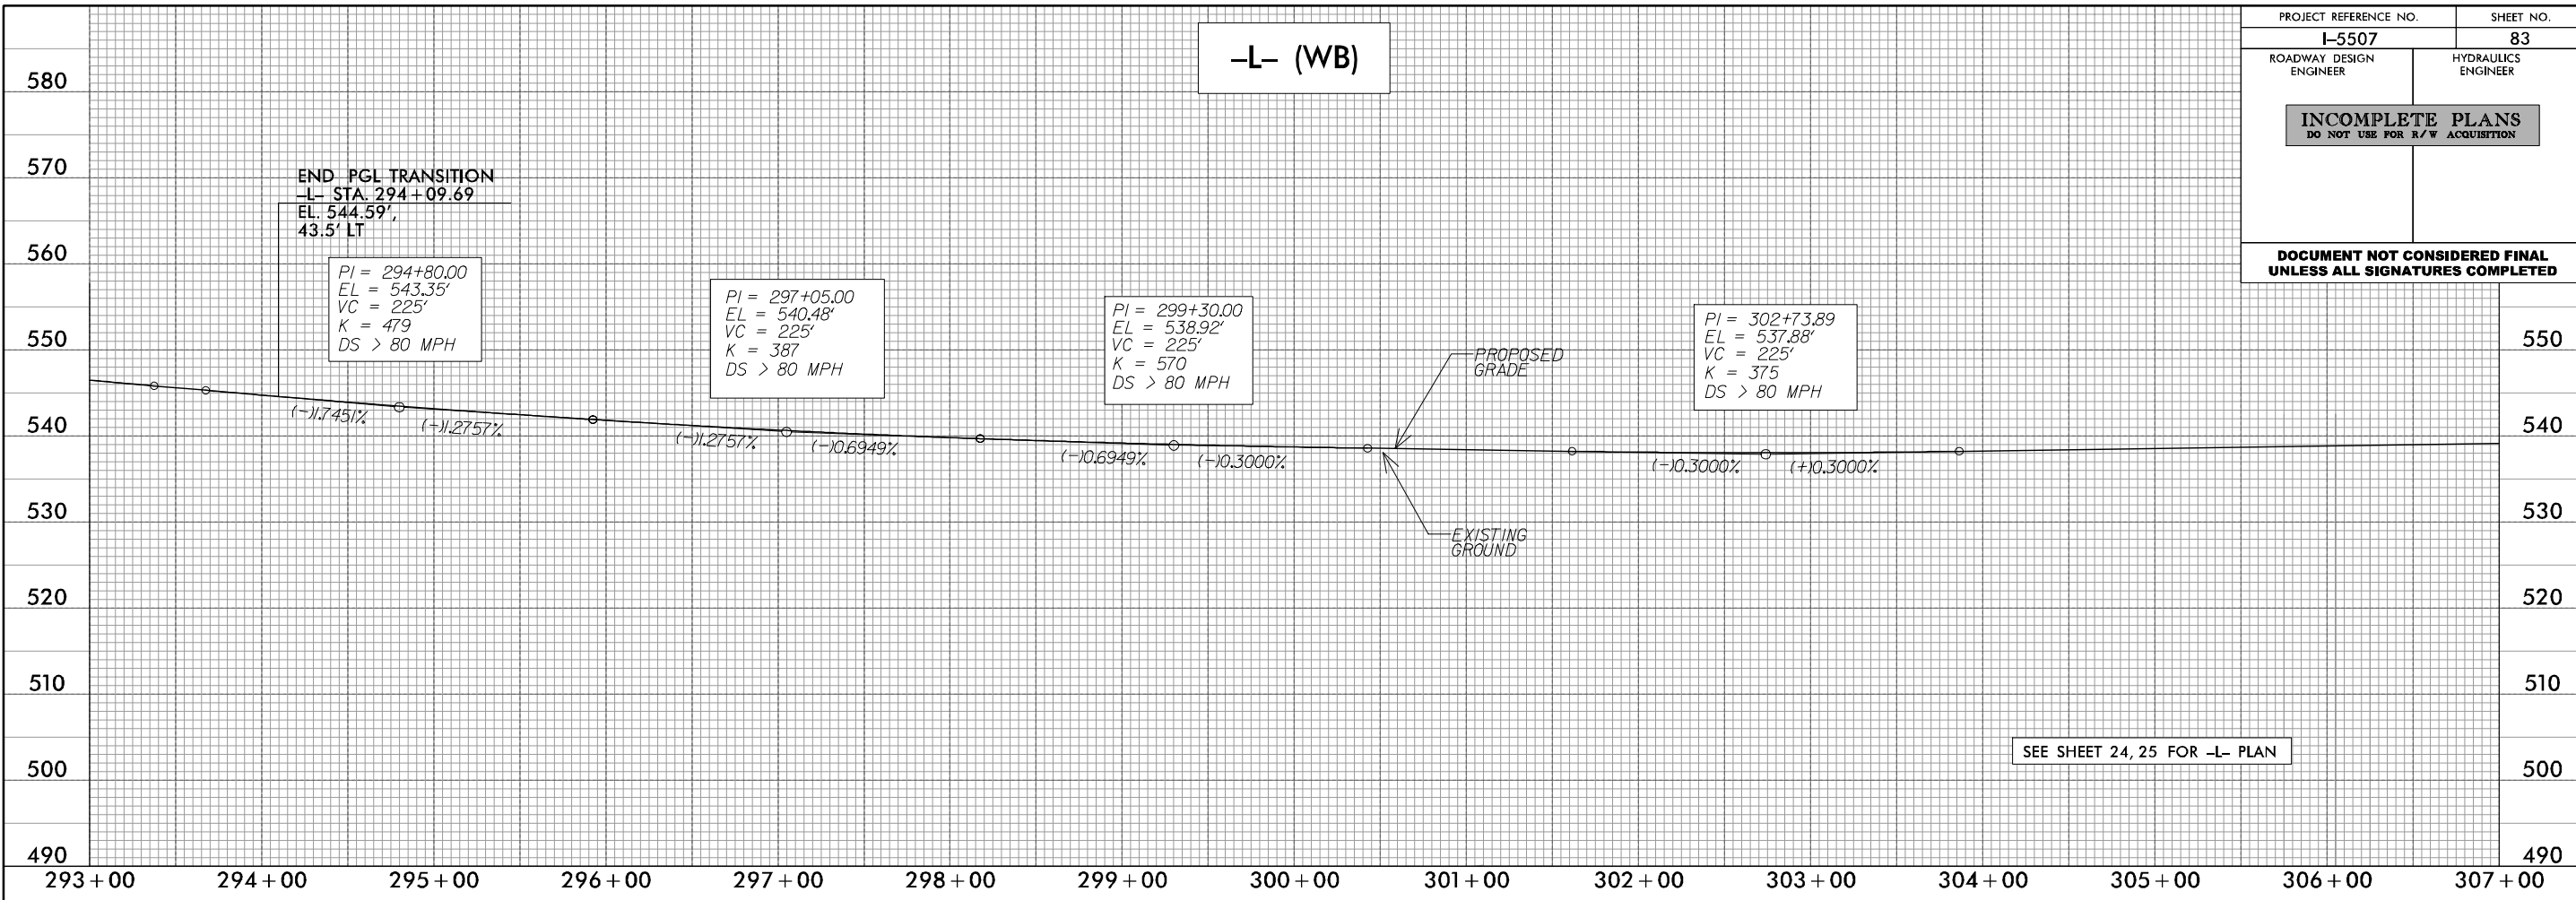 –L– (WB)
PROJECT REFERENCE NO. SHEET NO.
I–5507 83
ROADWAY DESIGN
ENGINEER
HYDRAULICS
ENGINEER
INCOMPLETE PLANS
DO NOT USE FOR R/W ACQUISITION
DOCUMENT NOT CONSIDERED FINAL
UNLESS ALL SIGNATURES COMPLETED
END PGL TRANSITION
–L– STA. 294+09.69
EL. 544.59',
43.5' LT
PI = 294+80.00
EL = 543.35'
VC = 225'
K = 479
DS > 80 MPH
PI = 297+05.00
EL = 540.48'
VC = 225'
K = 387
DS > 80 MPH
PI = 299+30.00
EL = 538.92'
VC = 225'
K = 570
DS > 80 MPH
PI = 302+73.89
EL = 537.88'
VC = 225'
K = 375
DS > 80 MPH
PROPOSED
GRADE
(–)1.7451%
(–)1.2757%
(–)1.2757%
(–)0.6949%
(–)0.6949%
(–)0.3000%
(–)0.3000%
(+)0.3000%
EXISTING
GROUND
SEE SHEET 24, 25 FOR –L– PLAN
580
570
560
550
540
530
520
510
500
490
550
540
530
520
510
500
490
293+00 294+00 295+00 296+00 297+00 298+00 299+00 300+00 301+00 302+00 303+00 304+00 305+00 306+00 307+00